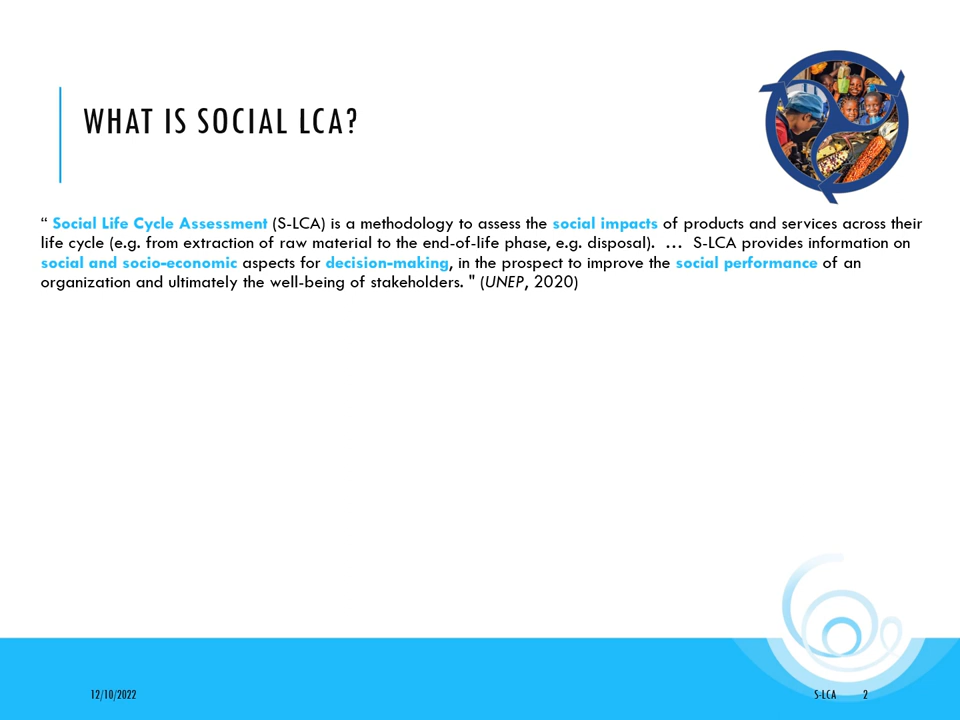 WHAT IS SOCIAL LCA?
“ Social Life Cycle Assessment (S-LCA) is a methodology to assess the social impacts of products and services across their
life cycle (e.g. from extraction of raw material to the end-of-life phase, e.g. disposal). … S-LCA provides information on
social and socio-economic aspects for decision-making, in the prospect to improve the social performance of an
organization and ultimately the well-being of stakeholders. " (UNEP, 2020)
12/10/2022
S-LCA 2